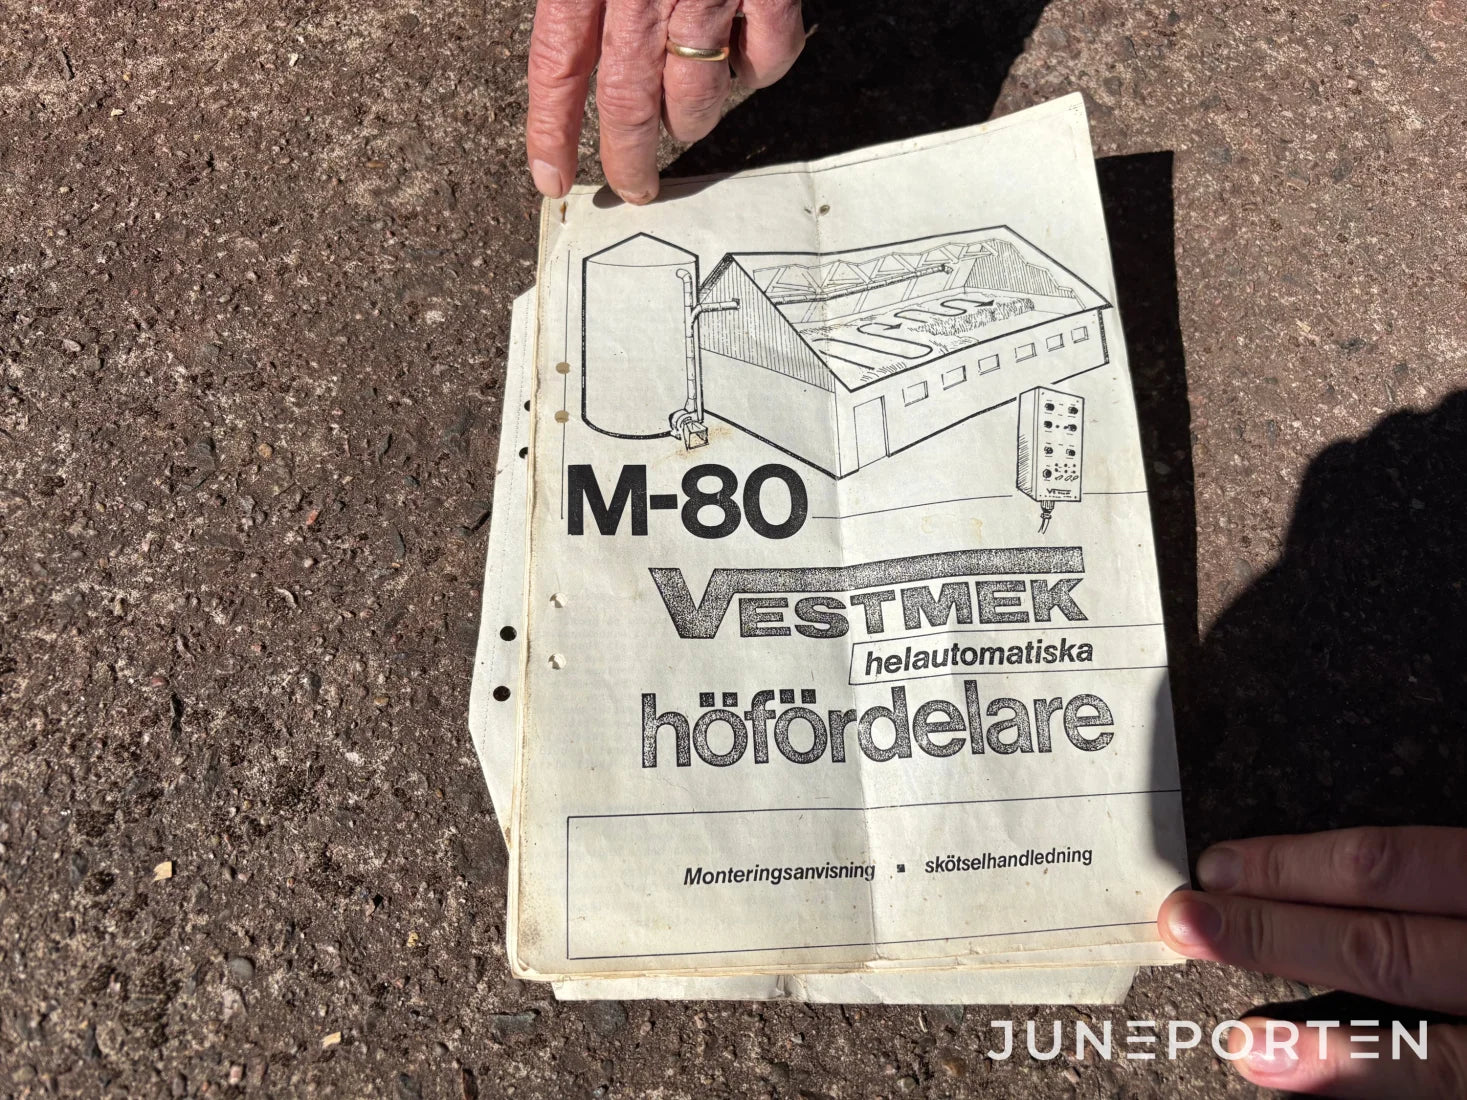 M-80
VESTMEK
helautomatiska
höfördelare
Monteringsanvisning ▪ skötselhandledning
JUNEPORTEN